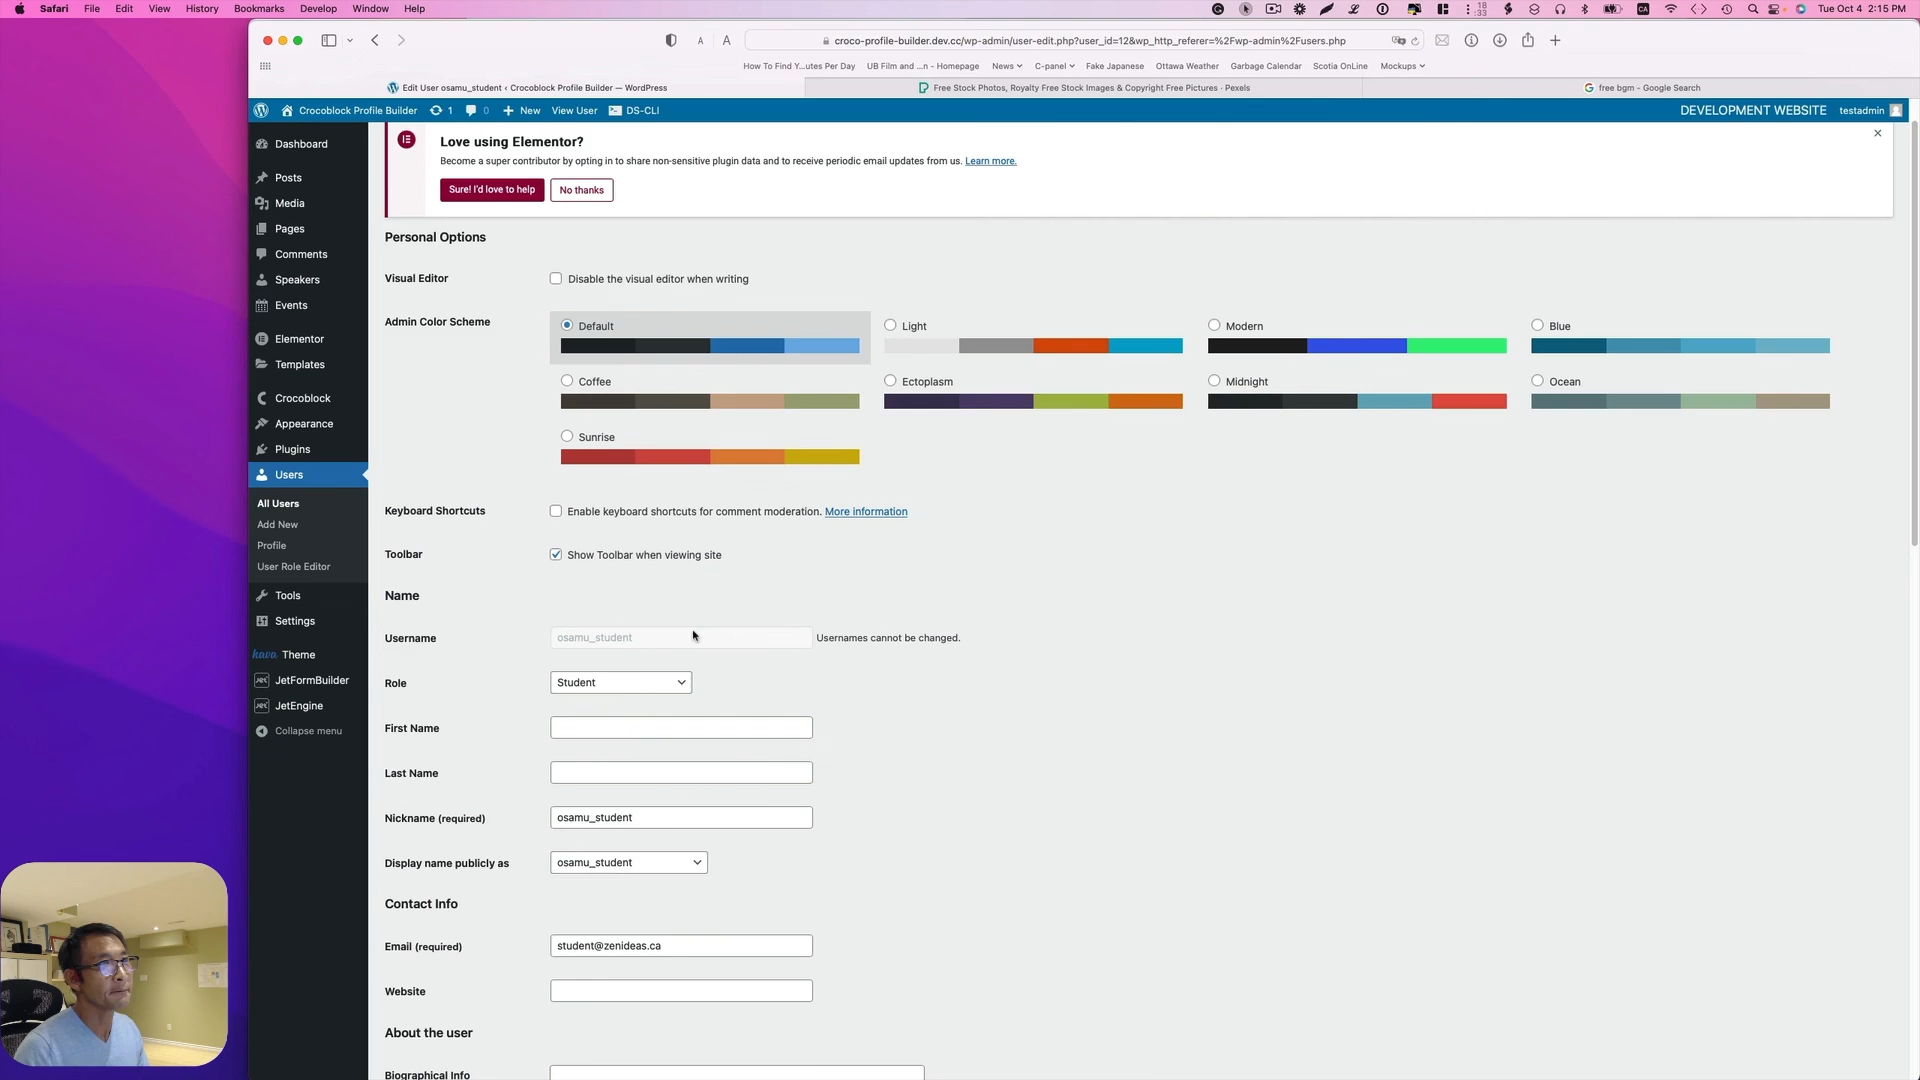 Safari File Edit View History Bookmarks Develop Window Help
18
:33
CA
Tue Oct 4 2:15 PM
A A
croco-profile-builder.dev.cc/wp-admin/user-edit.php?user_id=12&wp_http_referer=%2Fwp-admin%2Fusers.php
How To Find Y...utes Per Day UB Film and ...n - Homepage News C-panel Fake Japanese Ottawa Weather Garbage Calendar Scotia OnLine Mockups
Edit User osamu_student ‹ Crocoblock Profile Builder — WordPress
Free Stock Photos, Royalty Free Stock Images & Copyright Free Pictures · Pexels
free bgm - Google Search
Crocoblock Profile Builder 1 0 New View User DS-CLI
DEVELOPMENT WEBSITE testadmin
Dashboard
Posts
Media
Pages
Comments
Speakers
Events
Elementor
Templates
Crocoblock
Appearance
Plugins
Users
All Users
Add New
Profile
User Role Editor
Tools
Settings
hava Theme
JetFormBuilder
JetEngine
Collapse menu
Love using Elementor?
Become a super contributor by opting in to share non-sensitive plugin data and to receive periodic email updates from us. Learn more.
Sure! I'd love to help
No thanks
Personal Options
Visual Editor
Disable the visual editor when writing
Admin Color Scheme
Default
Light
Modern
Blue
Coffee
Ectoplasm
Midnight
Ocean
Sunrise
Keyboard Shortcuts
Enable keyboard shortcuts for comment moderation. More information
Toolbar
Show Toolbar when viewing site
Name
Username
osamu_student
Usernames cannot be changed.
Role
Student
First Name
Last Name
Nickname (required)
osamu_student
Display name publicly as
osamu_student
Contact Info
Email (required)
student@zenideas.ca
Website
About the user
Biographical Info